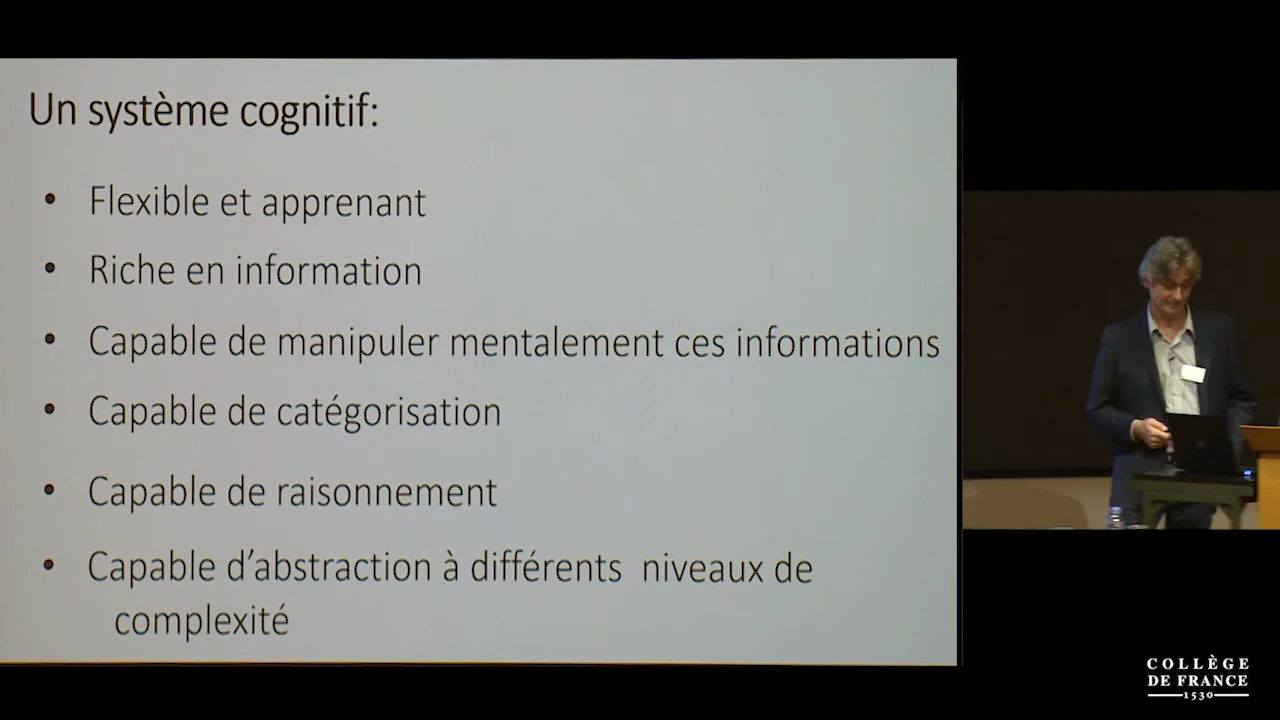 Un système cognitif:
• Flexible et apprenant
• Riche en information
• Capable de manipuler mentalement ces informations
• Capable de catégorisation
• Capable de raisonnement
• Capable d’abstraction à différents niveaux de
complexité
COLLÈGE
DE FRANCE
1530